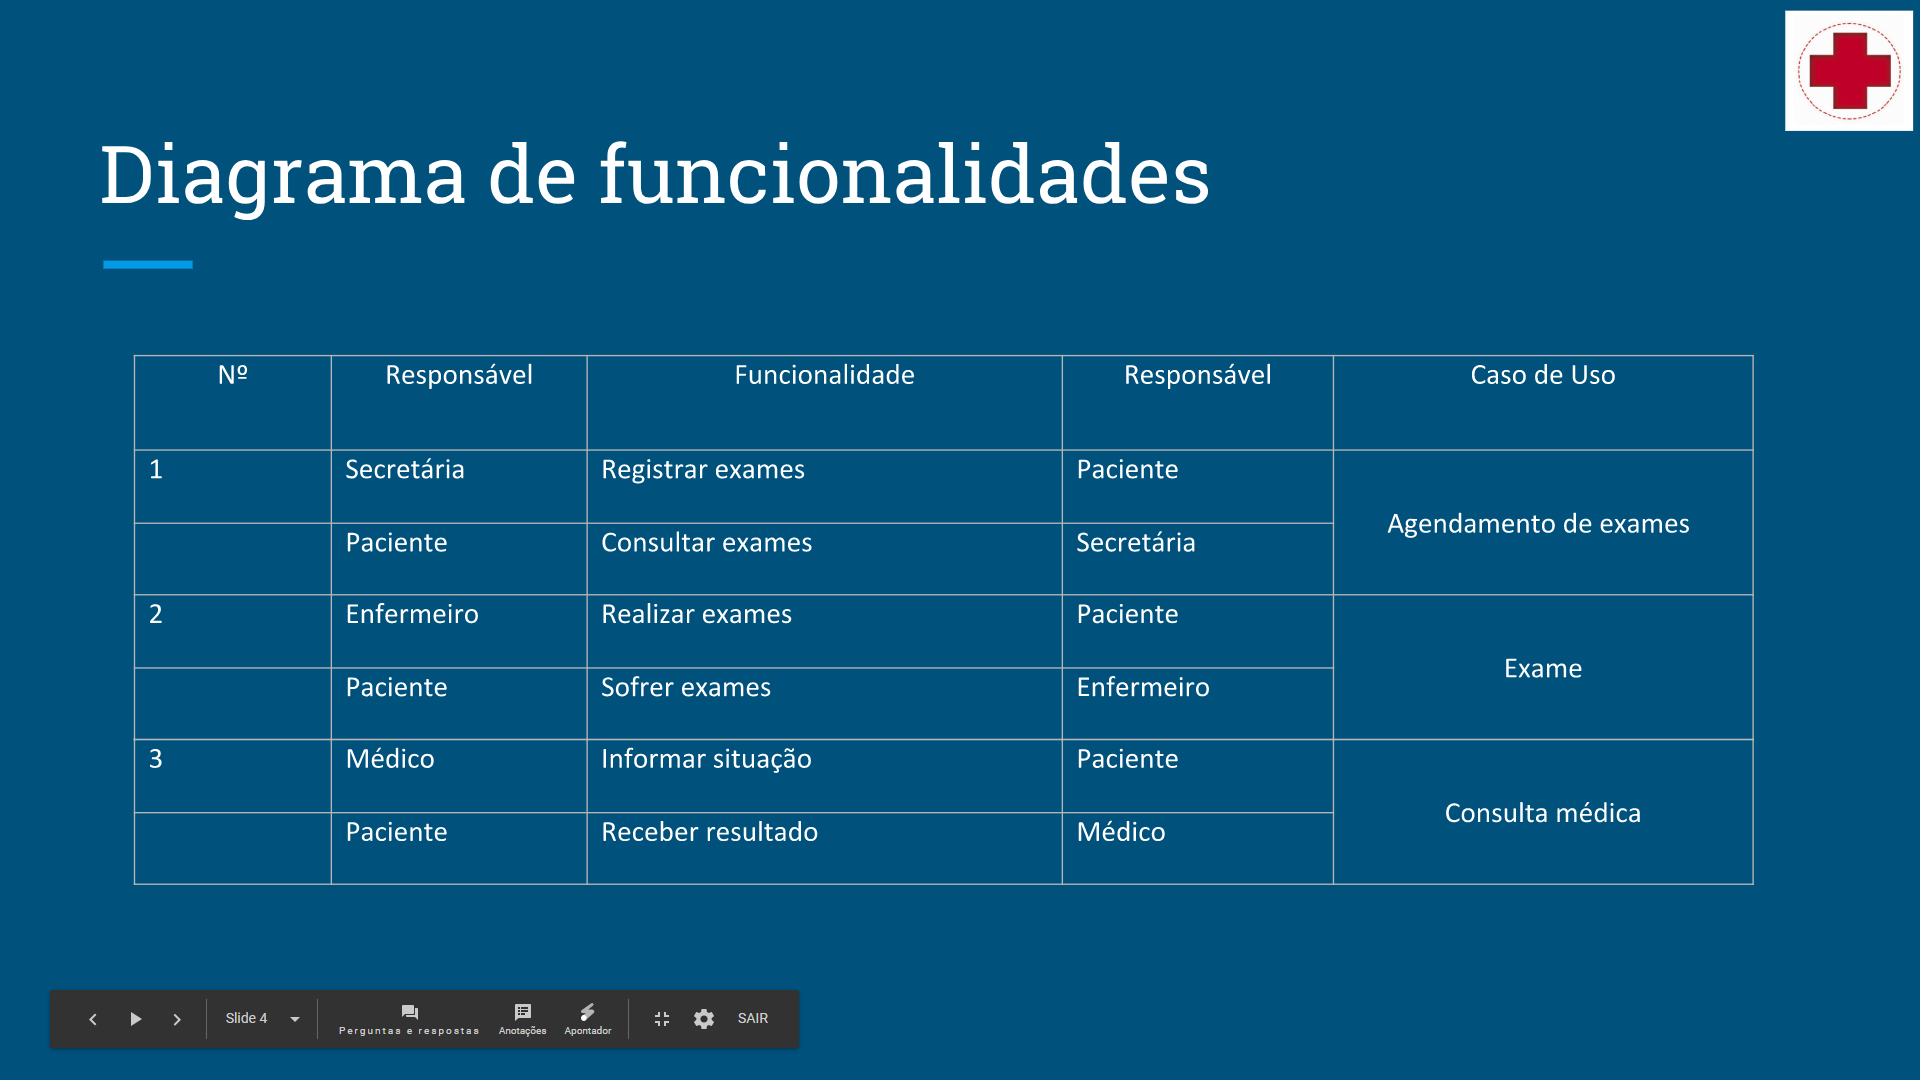 Diagrama de funcionalidades
Nº Responsável Funcionalidade Responsável Caso de Uso
1 Secretária Registrar exames Paciente
Agendamento de exames
Paciente Consultar exames Secretária
2 Enfermeiro Realizar exames Paciente
Exame
Paciente Sofrer exames Enfermeiro
3 Médico Informar situação Paciente
Consulta médica
Paciente Receber resultado Médico
Slide 4 Perguntas e respostas Anotações Apontador SAIR